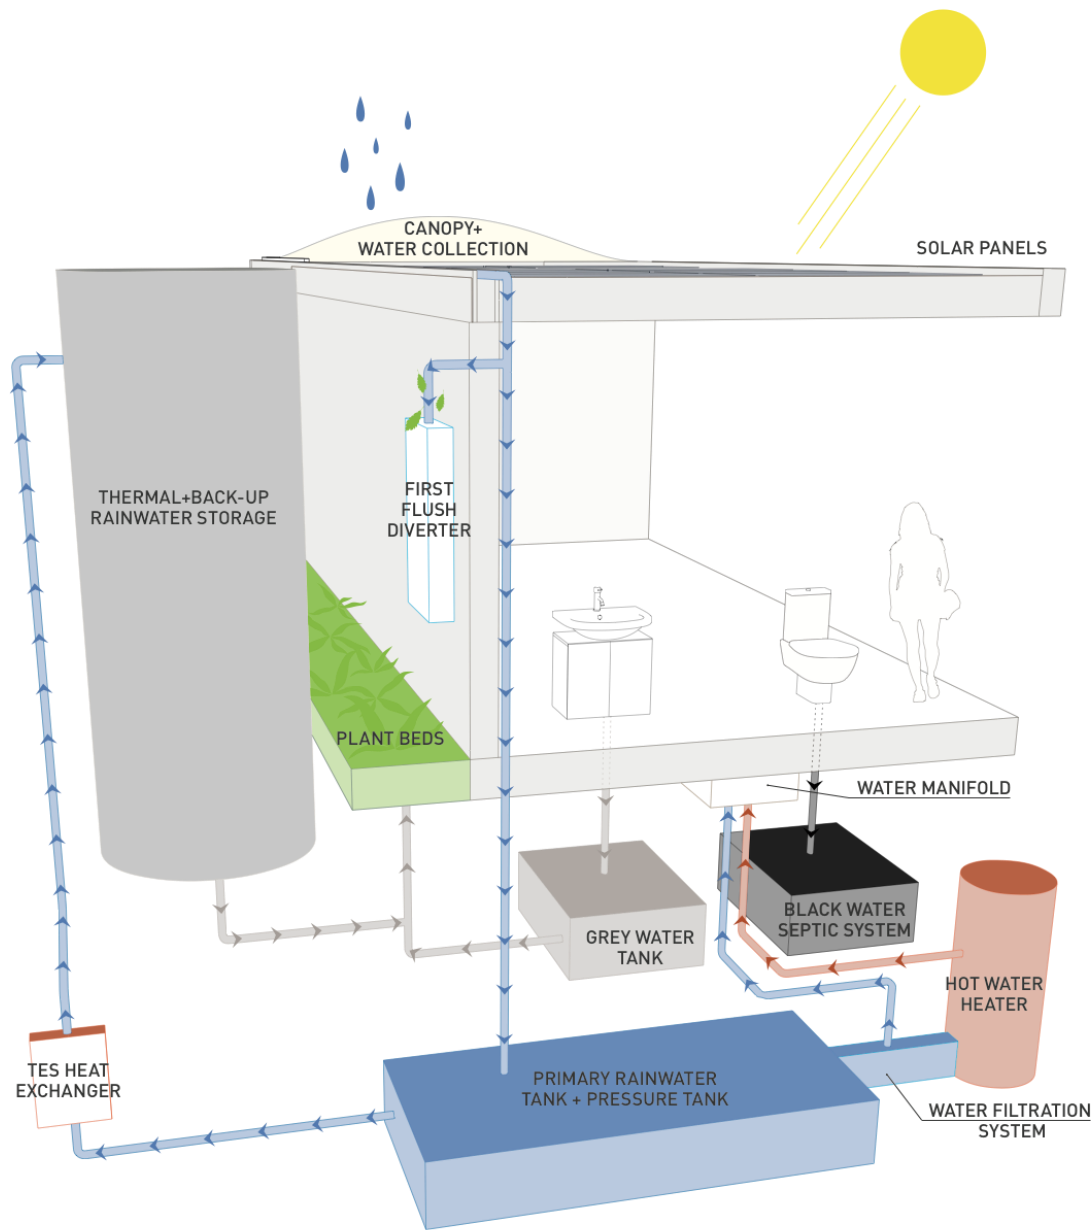 CANOPY+
WATER COLLECTION
SOLAR PANELS
THERMAL+BACK-UP
RAINWATER STORAGE
FIRST
FLUSH
DIVERTER
PLANT BEDS
WATER MANIFOLD
BLACK WATER
SEPTIC SYSTEM
GREY WATER
TANK
HOT WATER
HEATER
TES HEAT
EXCHANGER
PRIMARY RAINWATER
TANK + PRESSURE TANK
WATER FILTRATION
SYSTEM